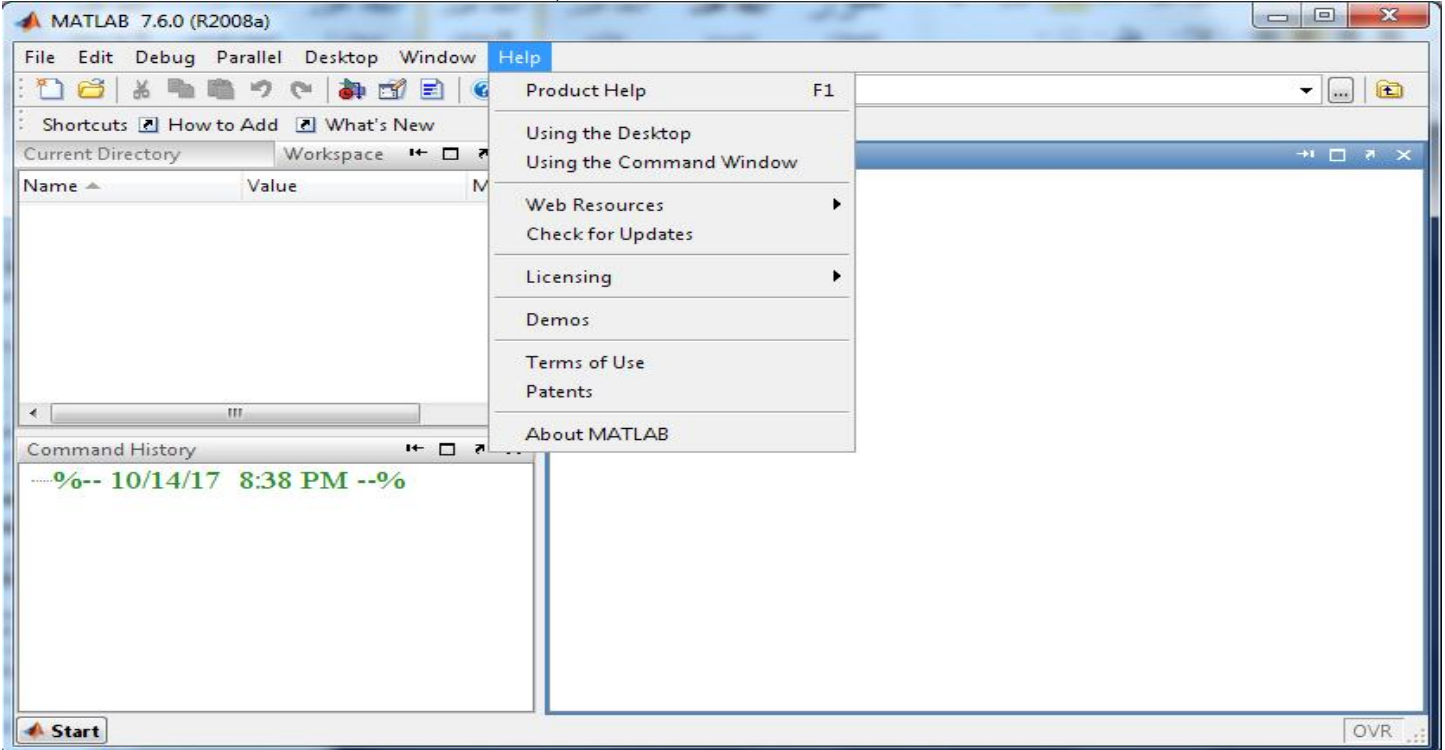 MATLAB 7.6.0 (R2008a)
File Edit Debug Parallel Desktop Window Help
Shortcuts How to Add What's New
Current Directory Workspace
Name Value M
Product Help F1
Using the Desktop
Using the Command Window
Web Resources
Check for Updates
Licensing
Demos
Terms of Use
Patents
About MATLAB
Command History
%-- 10/14/17 8:38 PM --%
Start
OVR